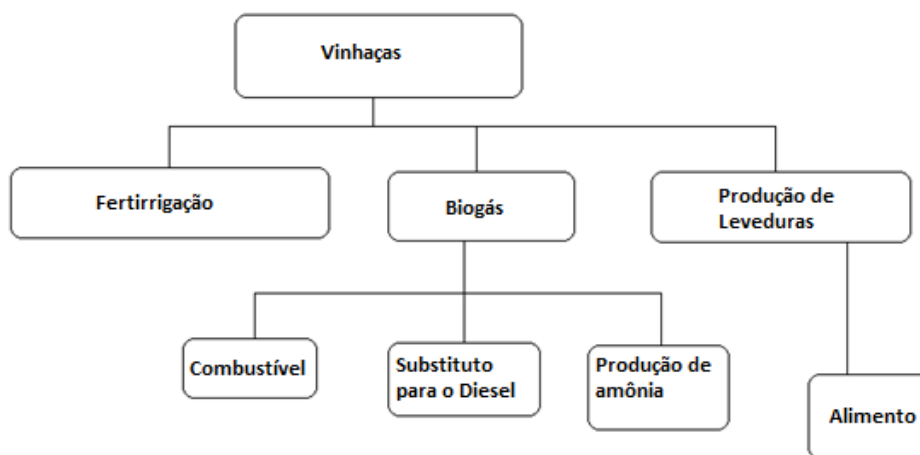 Vinhaças
Fertirrigação
Biogás
Produção de
Leveduras
Combustível
Substituto
para o Diesel
Produção de
amônia
Alimento